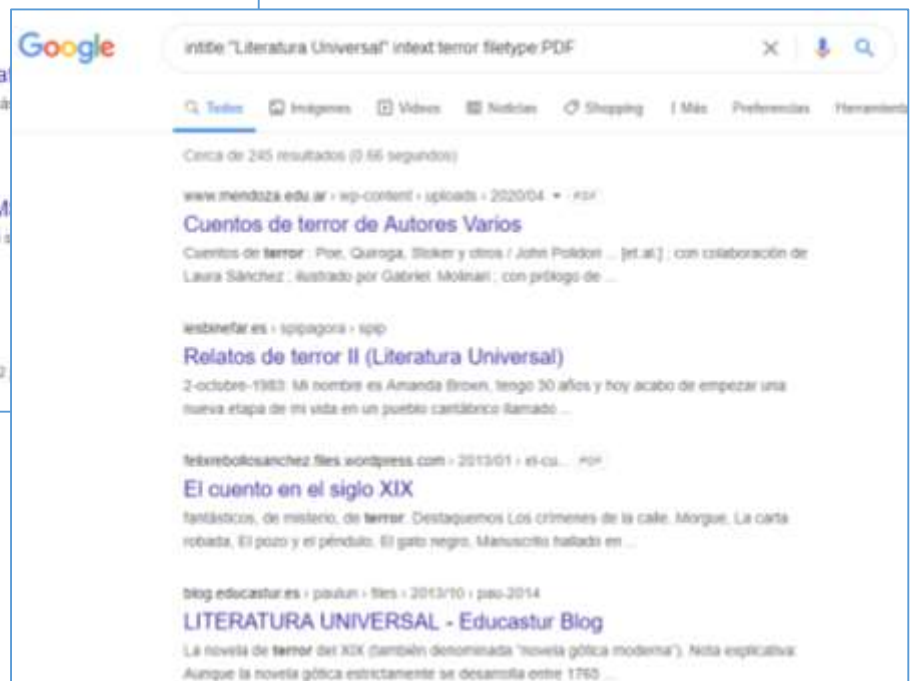 Google
intitle:"Literatura Universal" intext:terror filetype:PDF
Todos Imágenes Videos Noticias Shopping Más Preferencias Herramienta
Cerca de 245 resultados (0.66 segundos)
www.mendoza.edu.ar › wp-content › uploads › 2020/04 PDF
Cuentos de terror de Autores Varios
Cuentos de terror : Poe, Quiroga, Stoker y otros / John Polidori ... [et.al.] ; con colaboración de
Laura Sánchez ; ilustrado por Gabriel Molinari ; con prólogo de ...
iesbinefar.es › spipagora › spip
Relatos de terror II (Literatura Universal)
2-octubre-1983: Mi nombre es Amanda Brown, tengo 30 años y hoy acabo de empezar una
nueva etapa de mi vida en un pueblo cantábrico llamado ...
felixrebollosanchez.files.wordpress.com › 2013/01 › el-cu... PDF
El cuento en el siglo XIX
fantásticos, de misterio, de terror. Destaquemos Los crímenes de la calle, Morgue, La carta
robada, El pozo y el péndulo, El gato negro, Manuscrito hallado en ...
blog.educastur.es › paulun › files › 2013/10 › pau-2014
LITERATURA UNIVERSAL - Educastur Blog
La novela de terror del XIX (también denominada "novela gótica moderna"). Nota explicativa:
Aunque la novela gótica estrictamente se desarrolla entre 1765 ...